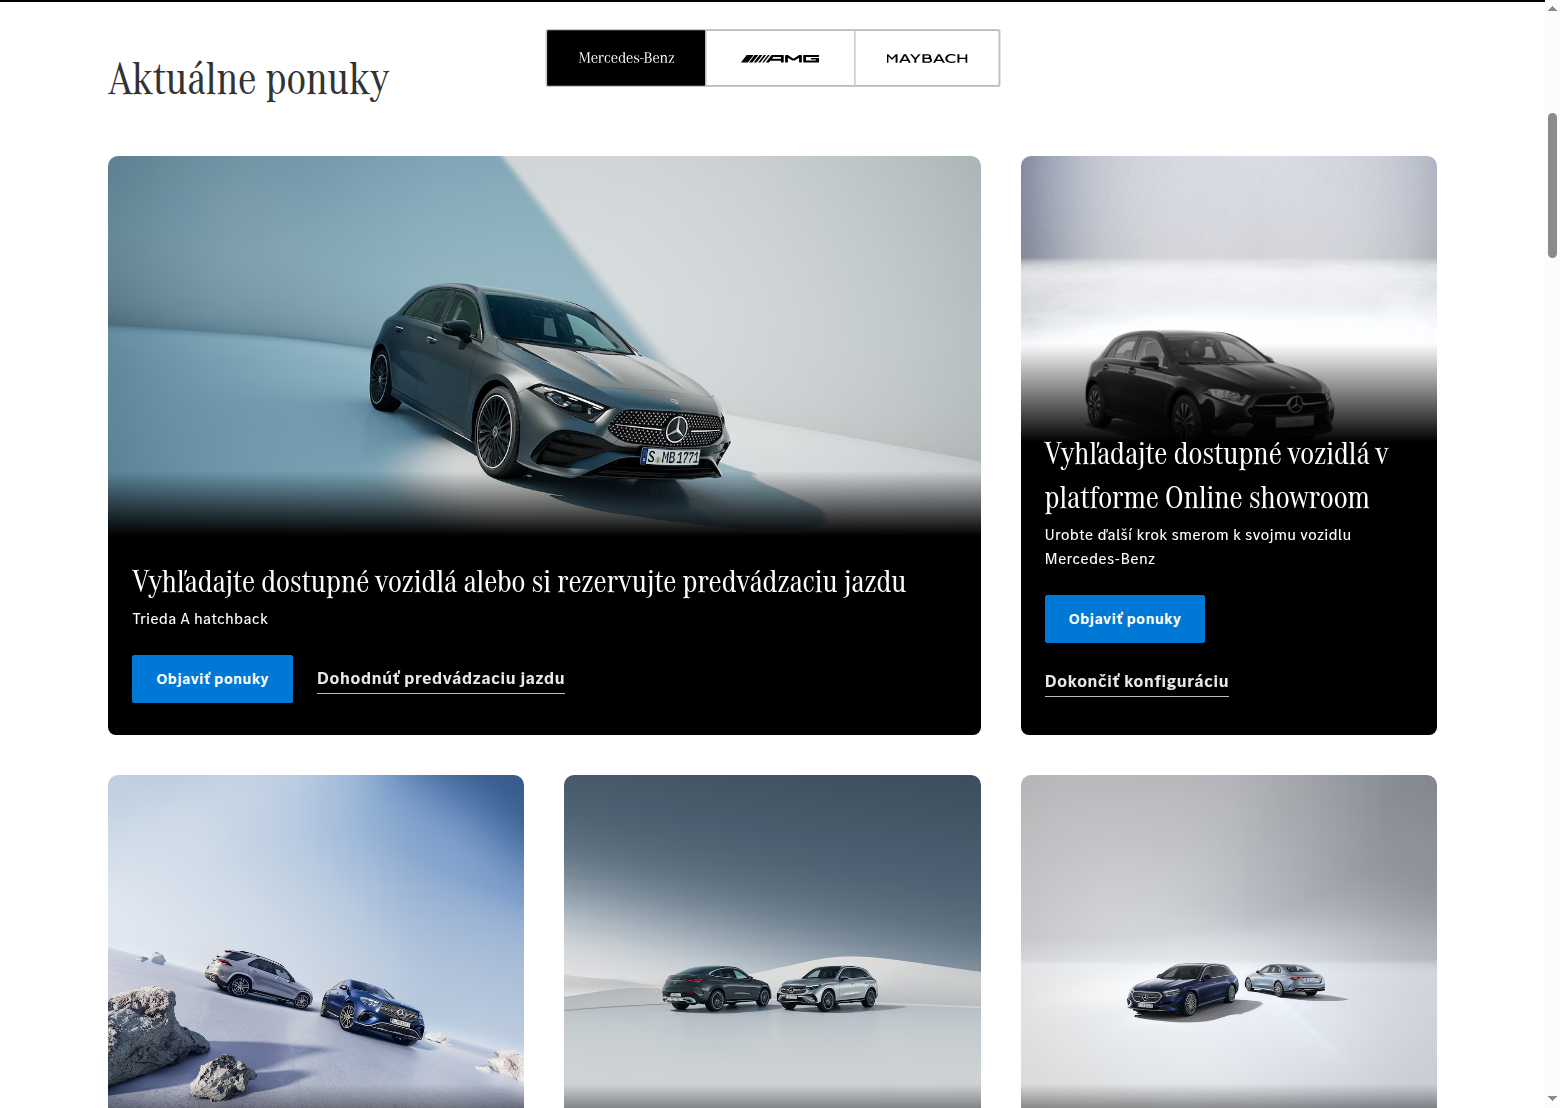 Aktuálne ponuky
Mercedes-Benz
AMG
MAYBACH
S MB 1771
Vyhľadajte dostupné vozidlá alebo si rezervujte predvádzaciu jazdu
Trieda A hatchback
Objaviť ponuky
Dohodnúť predvádzaciu jazdu
Vyhľadajte dostupné vozidlá v
platforme Online showroom
Urobte ďalší krok smerom k svojmu vozidlu
Mercedes-Benz
Objaviť ponuky
Dokončiť konfiguráciu